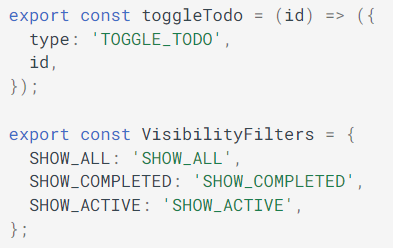 export const toggleTodo = (id) => ({
  type: 'TOGGLE_TODO',
  id,
});

export const VisibilityFilters = {
  SHOW_ALL: 'SHOW_ALL',
  SHOW_COMPLETED: 'SHOW_COMPLETED',
  SHOW_ACTIVE: 'SHOW_ACTIVE',
};